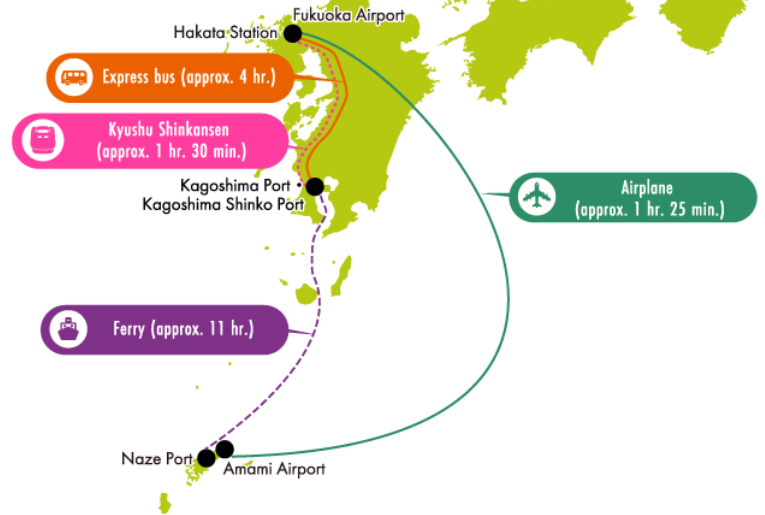 Fukuoka Airport
Hakata Station
Express bus (approx. 4 hr.)
Kyushu Shinkansen
(approx. 1 hr. 30 min.)
Kagoshima Port •
Kagoshima Shinko Port
Airplane
(approx. 1 hr. 25 min.)
Ferry (approx. 11 hr.)
Naze Port
Amami Airport